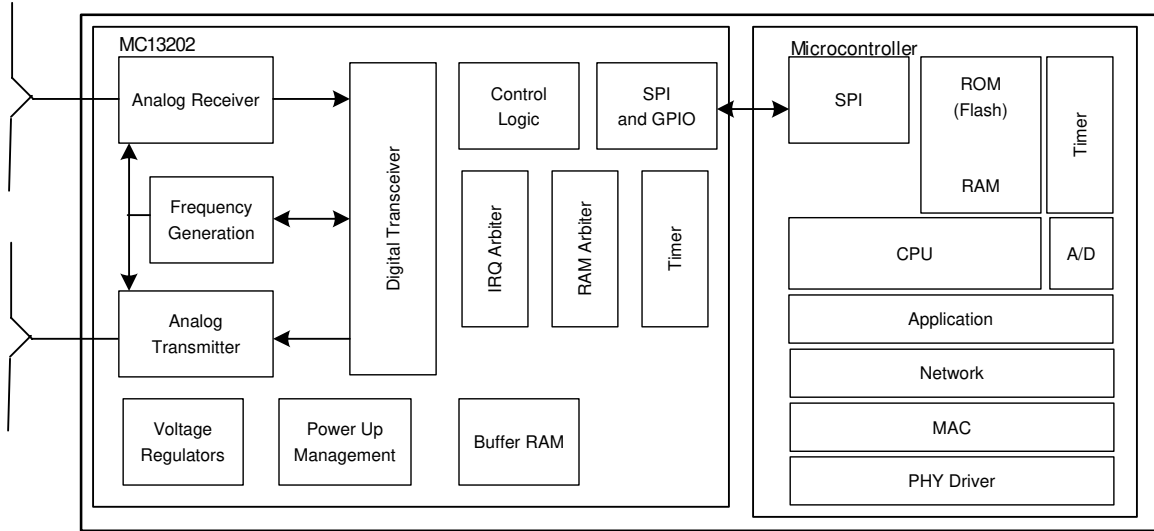 MC13202
Analog Receiver
Frequency
Generation
Analog
Transmitter
Digital Transceiver
Control
Logic
SPI
and GPIO
IRQ Arbiter
RAM Arbiter
Timer
Voltage
Regulators
Power Up
Management
Buffer RAM
Microcontroller
SPI
ROM
(Flash)
RAM
Timer
CPU
A/D
Application
Network
MAC
PHY Driver